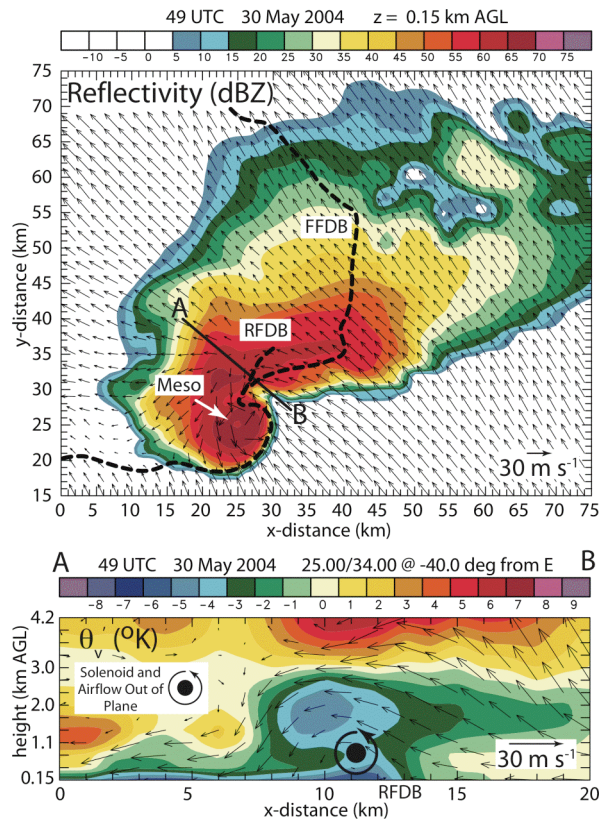 49 UTC 30 May 2004 z = 0.15 km AGL
−10 −5 0 5 10 15 20 25 30 35 40 45 50 55 60 65 70 75
Reflectivity (dBZ)
75
70
65
60
55
50
45
40
35
30
25
20
15
y-distance (km)
FFDB
A
RFDB
Meso
B
30 m s⁻¹
0 5 10 15 20 25 30 35 40 45 50 55 60 65 70 75
x-distance (km)
A B
49 UTC 30 May 2004 25.00/34.00 @ -40.0 deg from E
−8 −7 −6 −5 −4 −3 −2 −1 0 1 2 3 4 5 6 7 8 9
4.2
3.0
2.0
1.1
0.15
height (km AGL)
θv (°K)
Solenoid and
Airflow Out of
Plane
30 m s⁻¹
0 5 10 15 20
RFDB
x-distance (km)